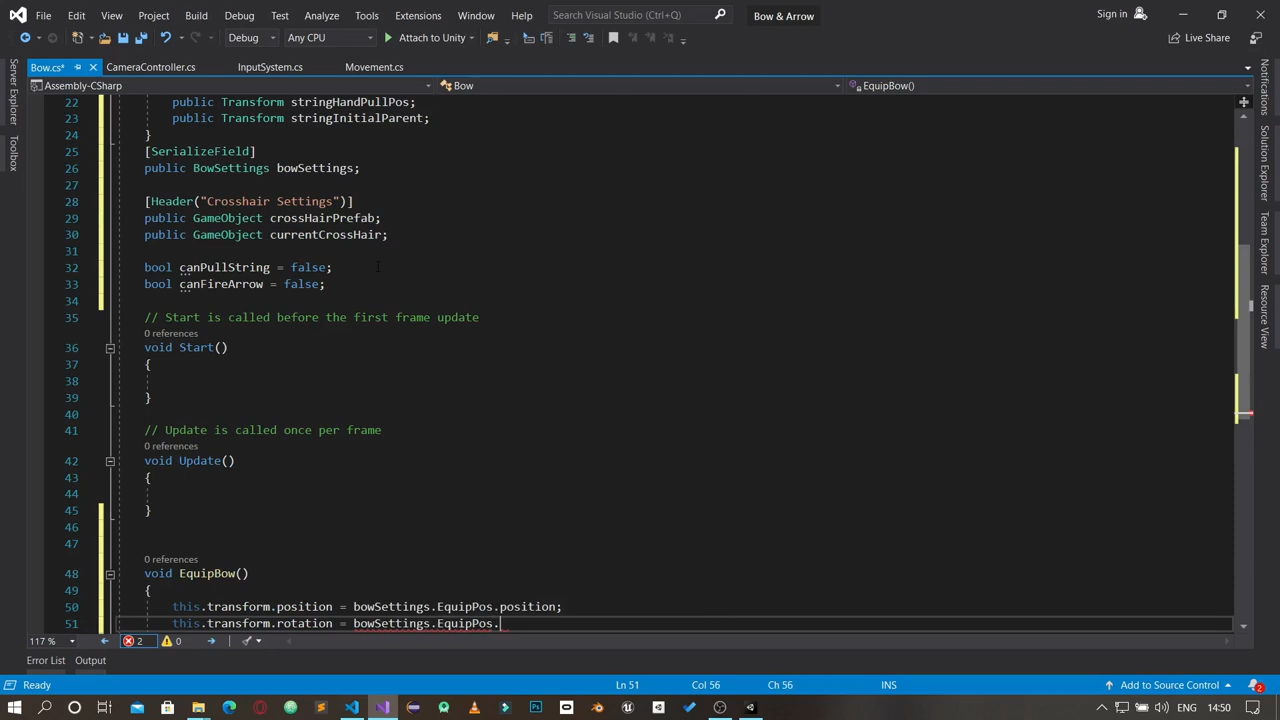 File Edit View Project Build Debug Test Analyze Tools Extensions Window Help Search Visual Studio (Ctrl+Q) Bow & Arrow Sign in
Debug Any CPU Attach to Unity Live Share
Bow.cs* CameraController.cs InputSystem.cs Movement.cs
Assembly-CSharp Bow EquipBow()
Server Explorer
Toolbox
Notifications
Solution Explorer
Team Explorer
Resource View
22 public Transform stringHandPullPos;
23 public Transform stringInitialParent;
24 }
25 [SerializeField]
26 public BowSettings bowSettings;
27
28 [Header("Crosshair Settings")]
29 public GameObject crossHairPrefab;
30 public GameObject currentCrossHair;
31
32 bool canPullString = false;
33 bool canFireArrow = false;
34
35 // Start is called before the first frame update
0 references
36 void Start()
37 {
38
39 }
40
41 // Update is called once per frame
0 references
42 void Update()
43 {
44
45 }
46
47
0 references
48 void EquipBow()
49 {
50 this.transform.position = bowSettings.EquipPos.position;
51 this.transform.rotation = bowSettings.EquipPos.
117 % 2 0
Error List Output
Ready Ln 51 Col 56 Ch 56 INS Add to Source Control 2
ENG 14:50